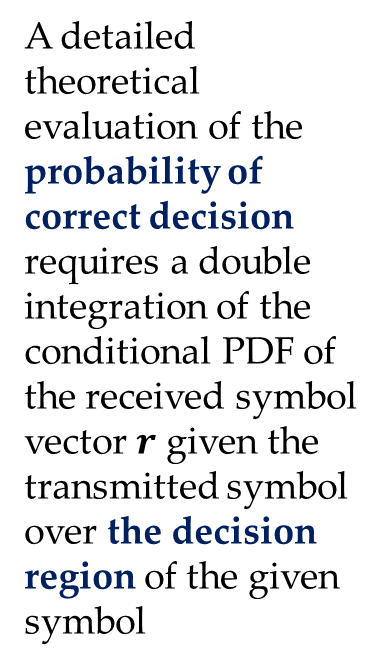 A detailed
theoretical
evaluation of the
probability of
correct decision
requires a double
integration of the
conditional PDF of
the received symbol
vector r given the
transmitted symbol
over the decision
region of the given
symbol